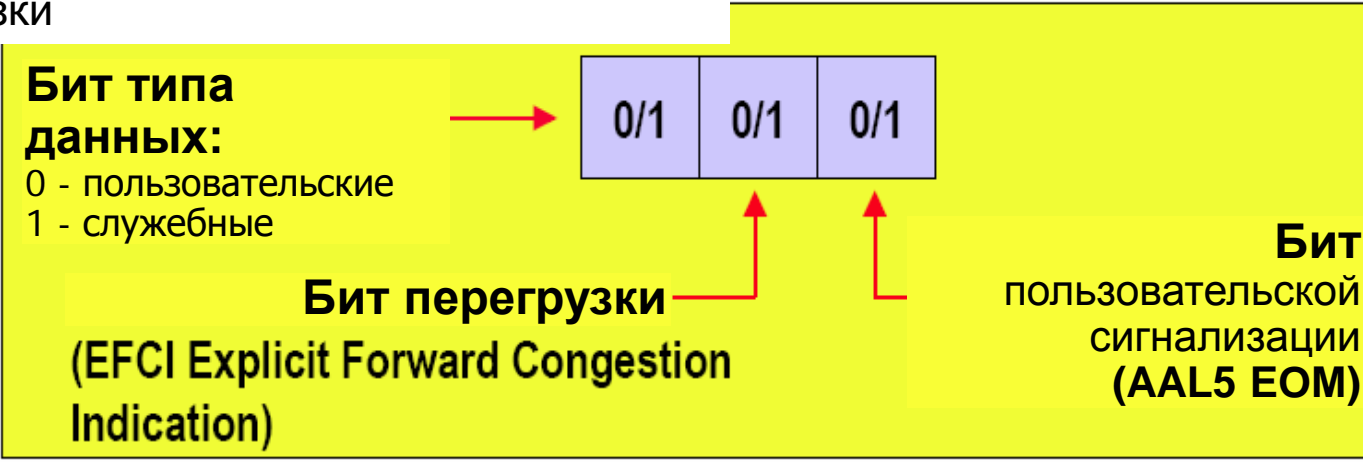 зки
Бит типа
данных:
0 - пользовательские
1 - служебные
0/1 0/1 0/1
Бит перегрузки
(EFCI Explicit Forward Congestion
Indication)
Бит
пользовательской
сигнализации
(AAL5 EOM)